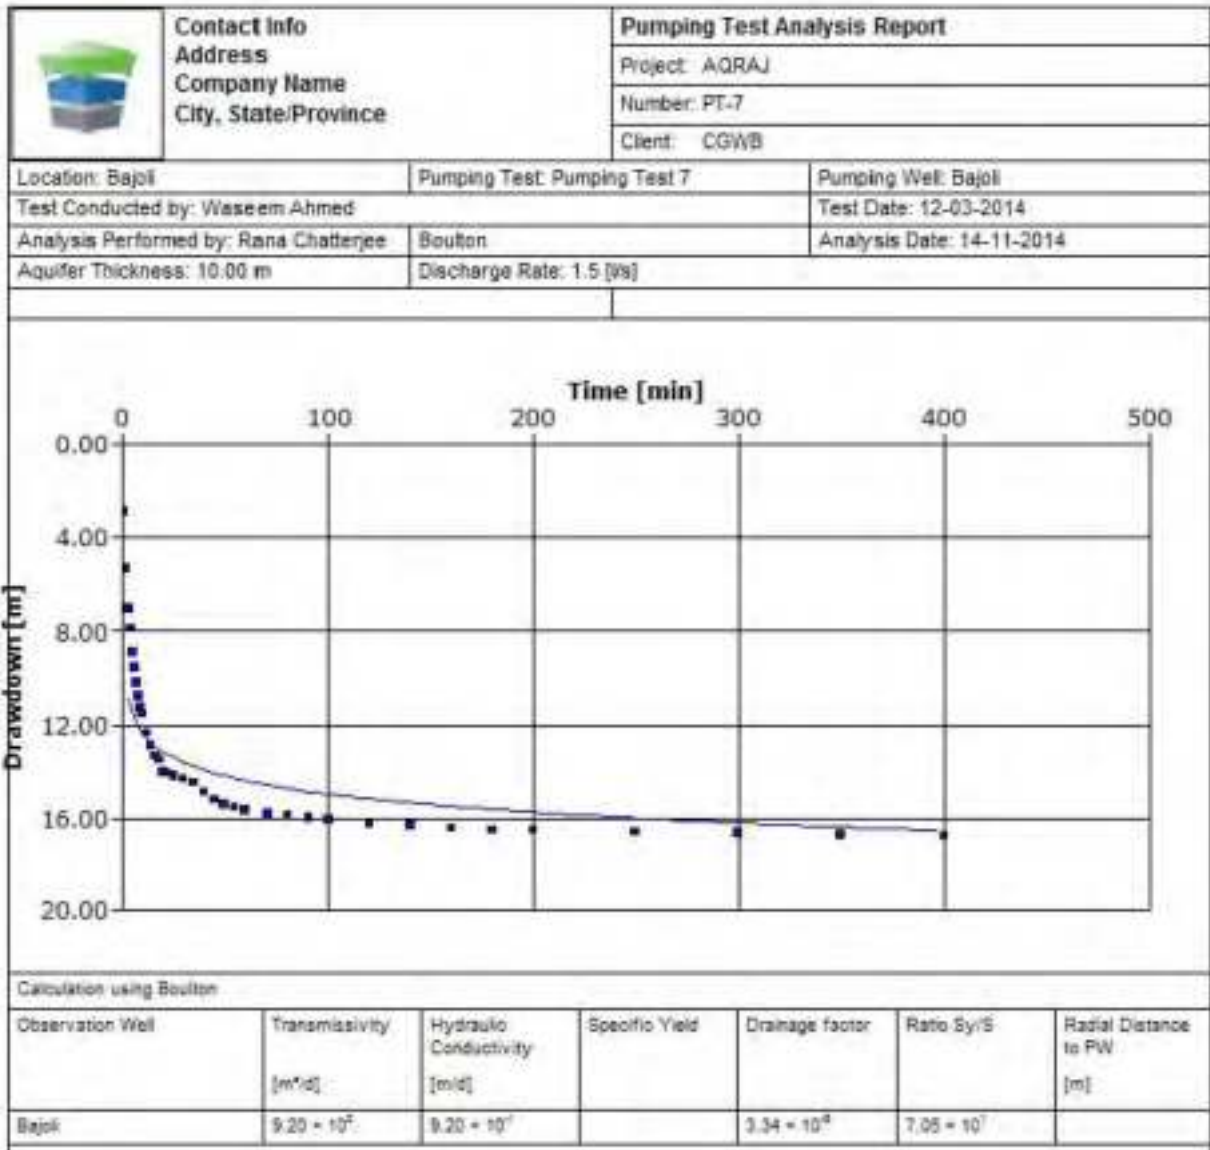 Contact Info
Address
Company Name
City, State/Province
Pumping Test Analysis Report
Project: AQRAJ
Number: PT-7
Client: CGWB
Location: Bajoli
Pumping Test: Pumping Test 7
Pumping Well: Bajoli
Test Conducted by: Waseem Ahmed
Test Date: 12-03-2014
Analysis Performed by: Rana Chatterjee
Boulton
Analysis Date: 14-11-2014
Aquifer Thickness: 10.00 m
Discharge Rate: 1.5 [l/s]
Time [min]
0 100 200 300 400 500
0.00
4.00
8.00
12.00
16.00
20.00
Drawdown [m]
Calculation using Boulton
Observation Well
Transmissivity
[m²/d]
Hydraulic
Conductivity
[m/d]
Specific Yield
Drainage factor
Ratio Sy/S
Radial Distance
to PW
[m]
Bajoli